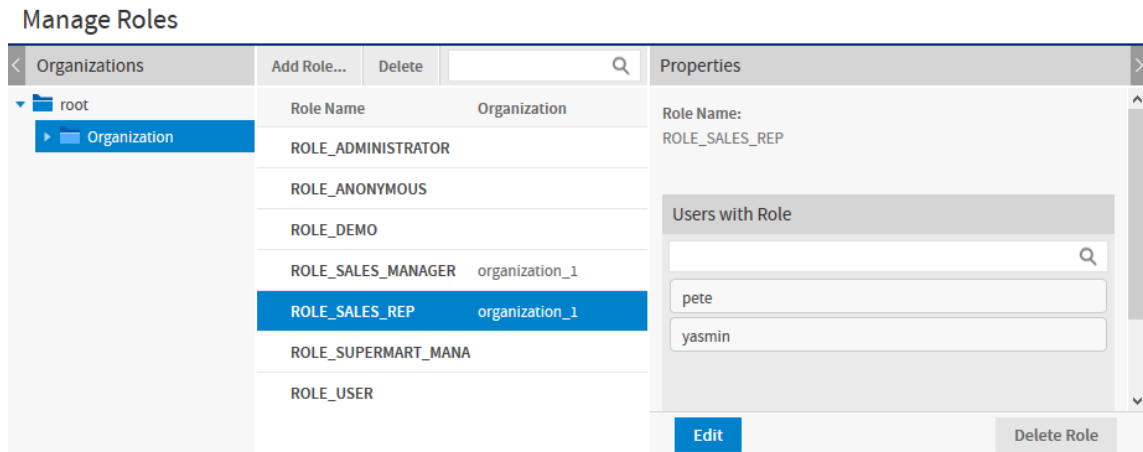 Manage Roles
Organizations
root
Organization
Add Role...
Delete
Role Name Organization
ROLE_ADMINISTRATOR
ROLE_ANONYMOUS
ROLE_DEMO
ROLE_SALES_MANAGER organization_1
ROLE_SALES_REP organization_1
ROLE_SUPERMART_MANA
ROLE_USER
Properties
Role Name:
ROLE_SALES_REP
Users with Role
pete
yasmin
Edit
Delete Role